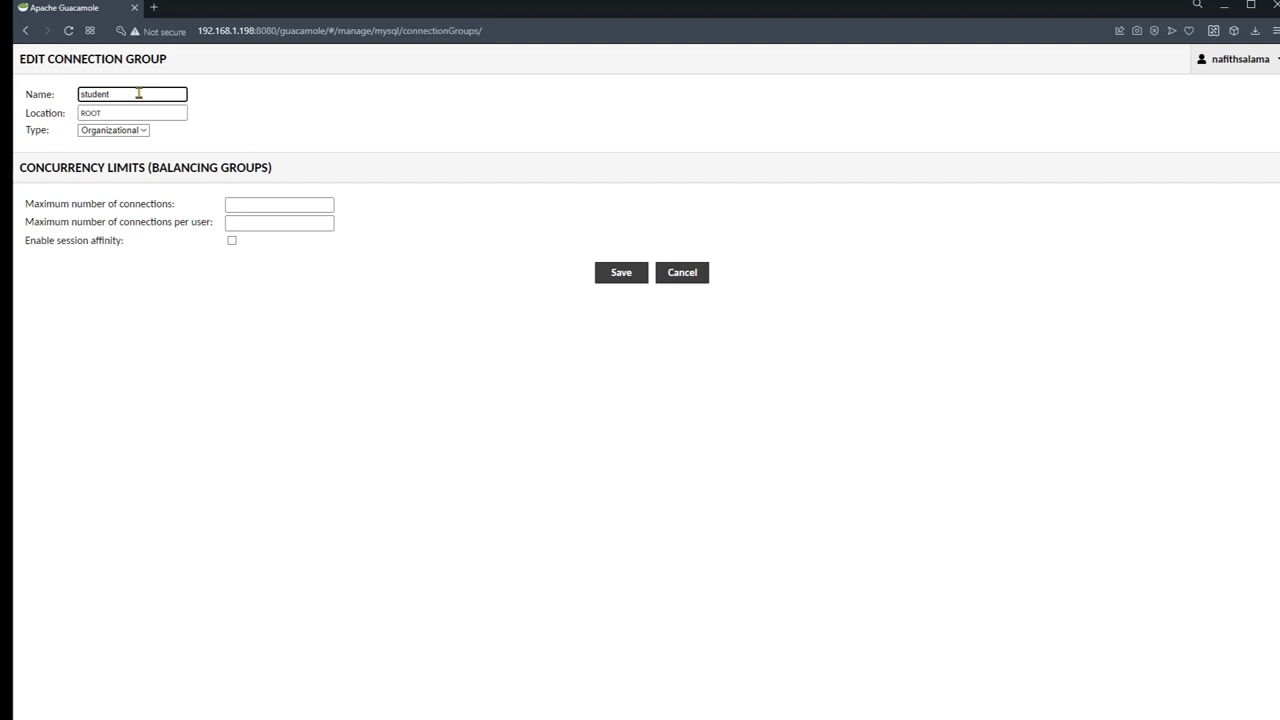 Apache Guacamole
Not secure 192.168.1.198:8080/guacamole/#/manage/mysql/connectionGroups/
EDIT CONNECTION GROUP
nafithsalama
Name: student
Location: ROOT
Type: Organizational
CONCURRENCY LIMITS (BALANCING GROUPS)
Maximum number of connections:
Maximum number of connections per user:
Enable session affinity:
Save Cancel